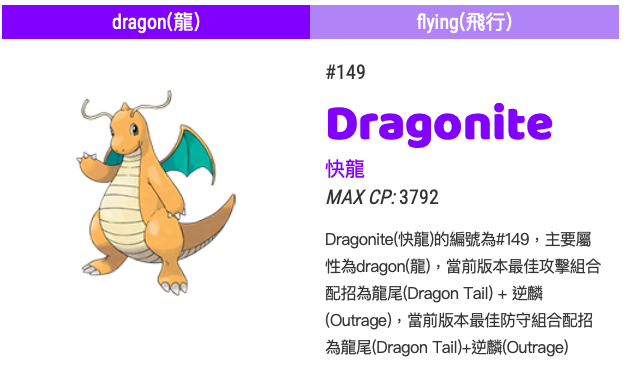 dragon(龍)
flying(飛行)
#149
Dragonite
快龍
MAX CP: 3792
Dragonite(快龍)的編號為#149，主要屬
性為dragon(龍)，當前版本最佳攻擊組合
配招為龍尾(Dragon Tail) + 逆麟
(Outrage)，當前版本最佳防守組合配招
為龍尾(Dragon Tail)+逆麟(Outrage)